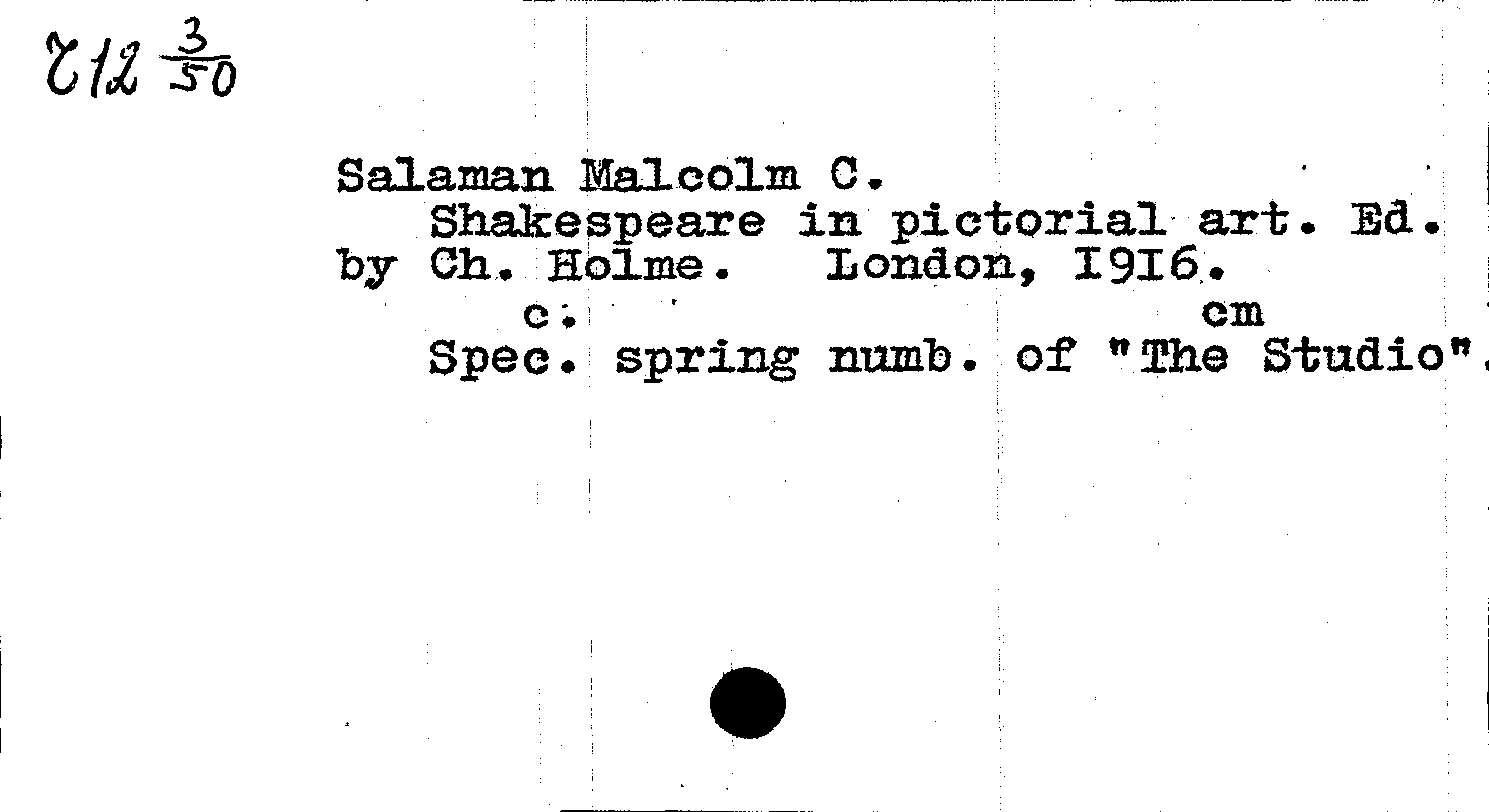 712 3/50
Salaman Malcolm C.
Shakespeare in pictorial art. Ed.
by Ch. Holme. London, I9I6.
c. cm
Spec. spring numb. of "The Studio".